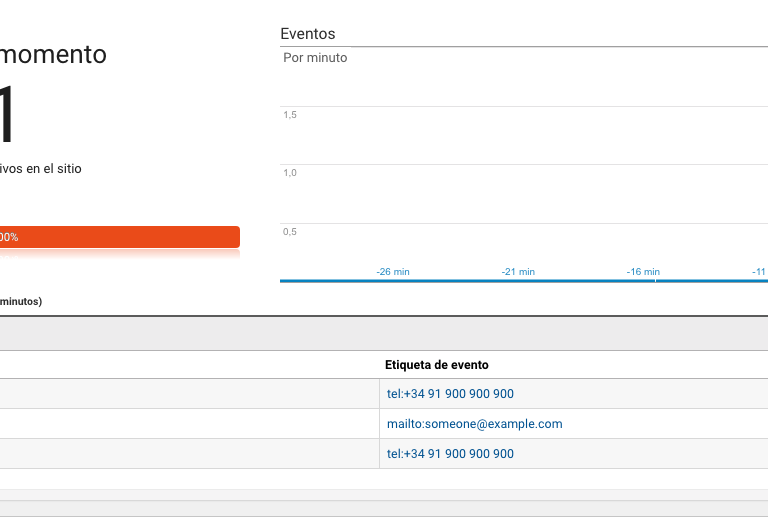 momento
1
ivos en el sitio
00%
minutos)
Eventos
Por minuto
1,5
1,0
0,5
-26 min
-21 min
-16 min
-11
Etiqueta de evento
tel:+34 91 900 900 900
mailto:someone@example.com
tel:+34 91 900 900 900